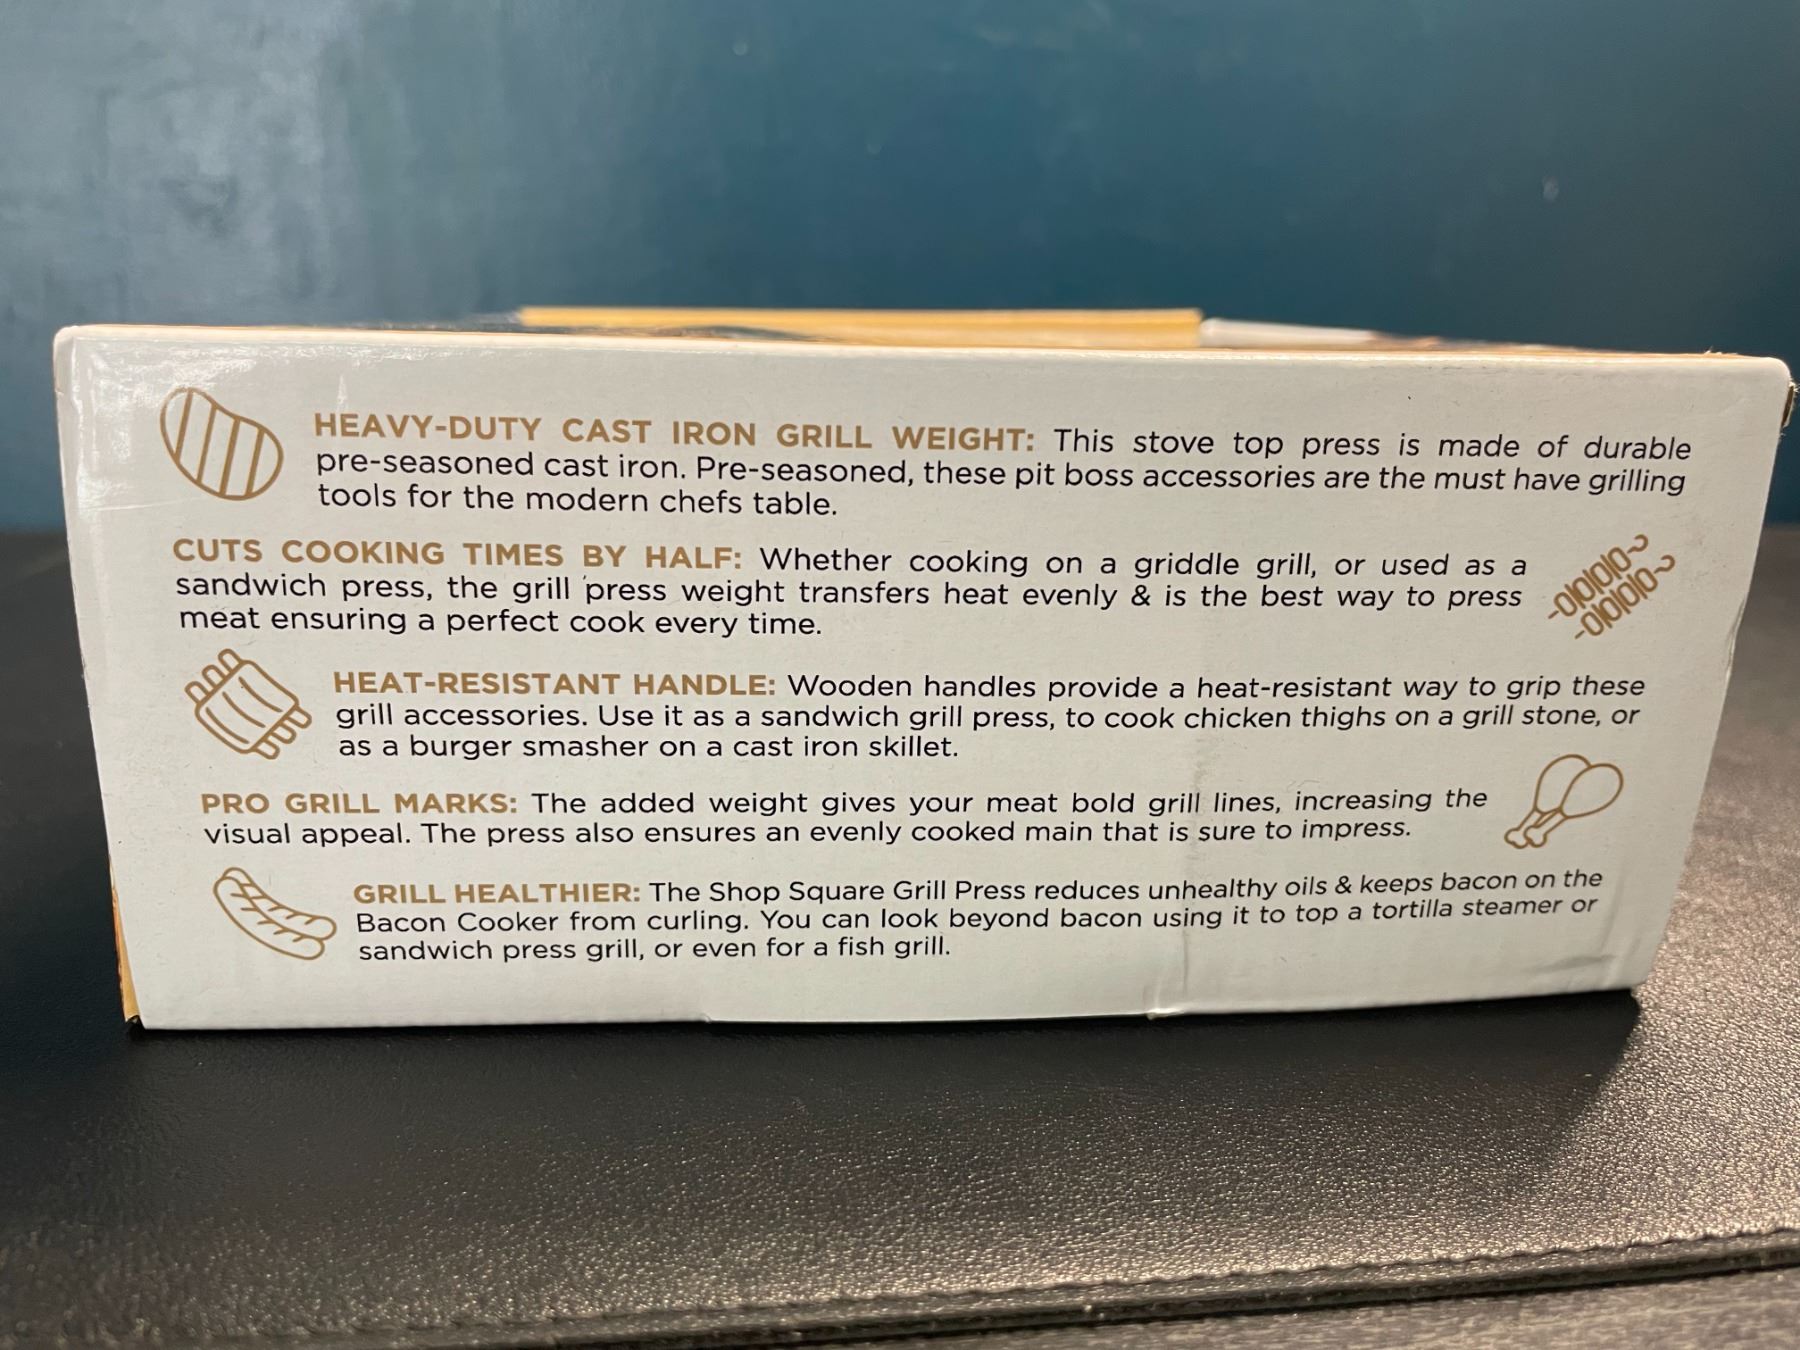 HEAVY-DUTY CAST IRON GRILL WEIGHT: This stove top press is made of durable
pre-seasoned cast iron. Pre-seasoned, these pit boss accessories are the must have grilling
tools for the modern chefs table.
CUTS COOKING TIMES BY HALF: Whether cooking on a griddle grill, or used as a
sandwich press, the grill press weight transfers heat evenly & is the best way to press
meat ensuring a perfect cook every time.
HEAT-RESISTANT HANDLE: Wooden handles provide a heat-resistant way to grip these
grill accessories. Use it as a sandwich grill press, to cook chicken thighs on a grill stone, or
as a burger smasher on a cast iron skillet.
PRO GRILL MARKS: The added weight gives your meat bold grill lines, increasing the
visual appeal. The press also ensures an evenly cooked main that is sure to impress.
GRILL HEALTHIER: The Shop Square Grill Press reduces unhealthy oils & keeps bacon on the
Bacon Cooker from curling. You can look beyond bacon using it to top a tortilla steamer or
sandwich press grill, or even for a fish grill.